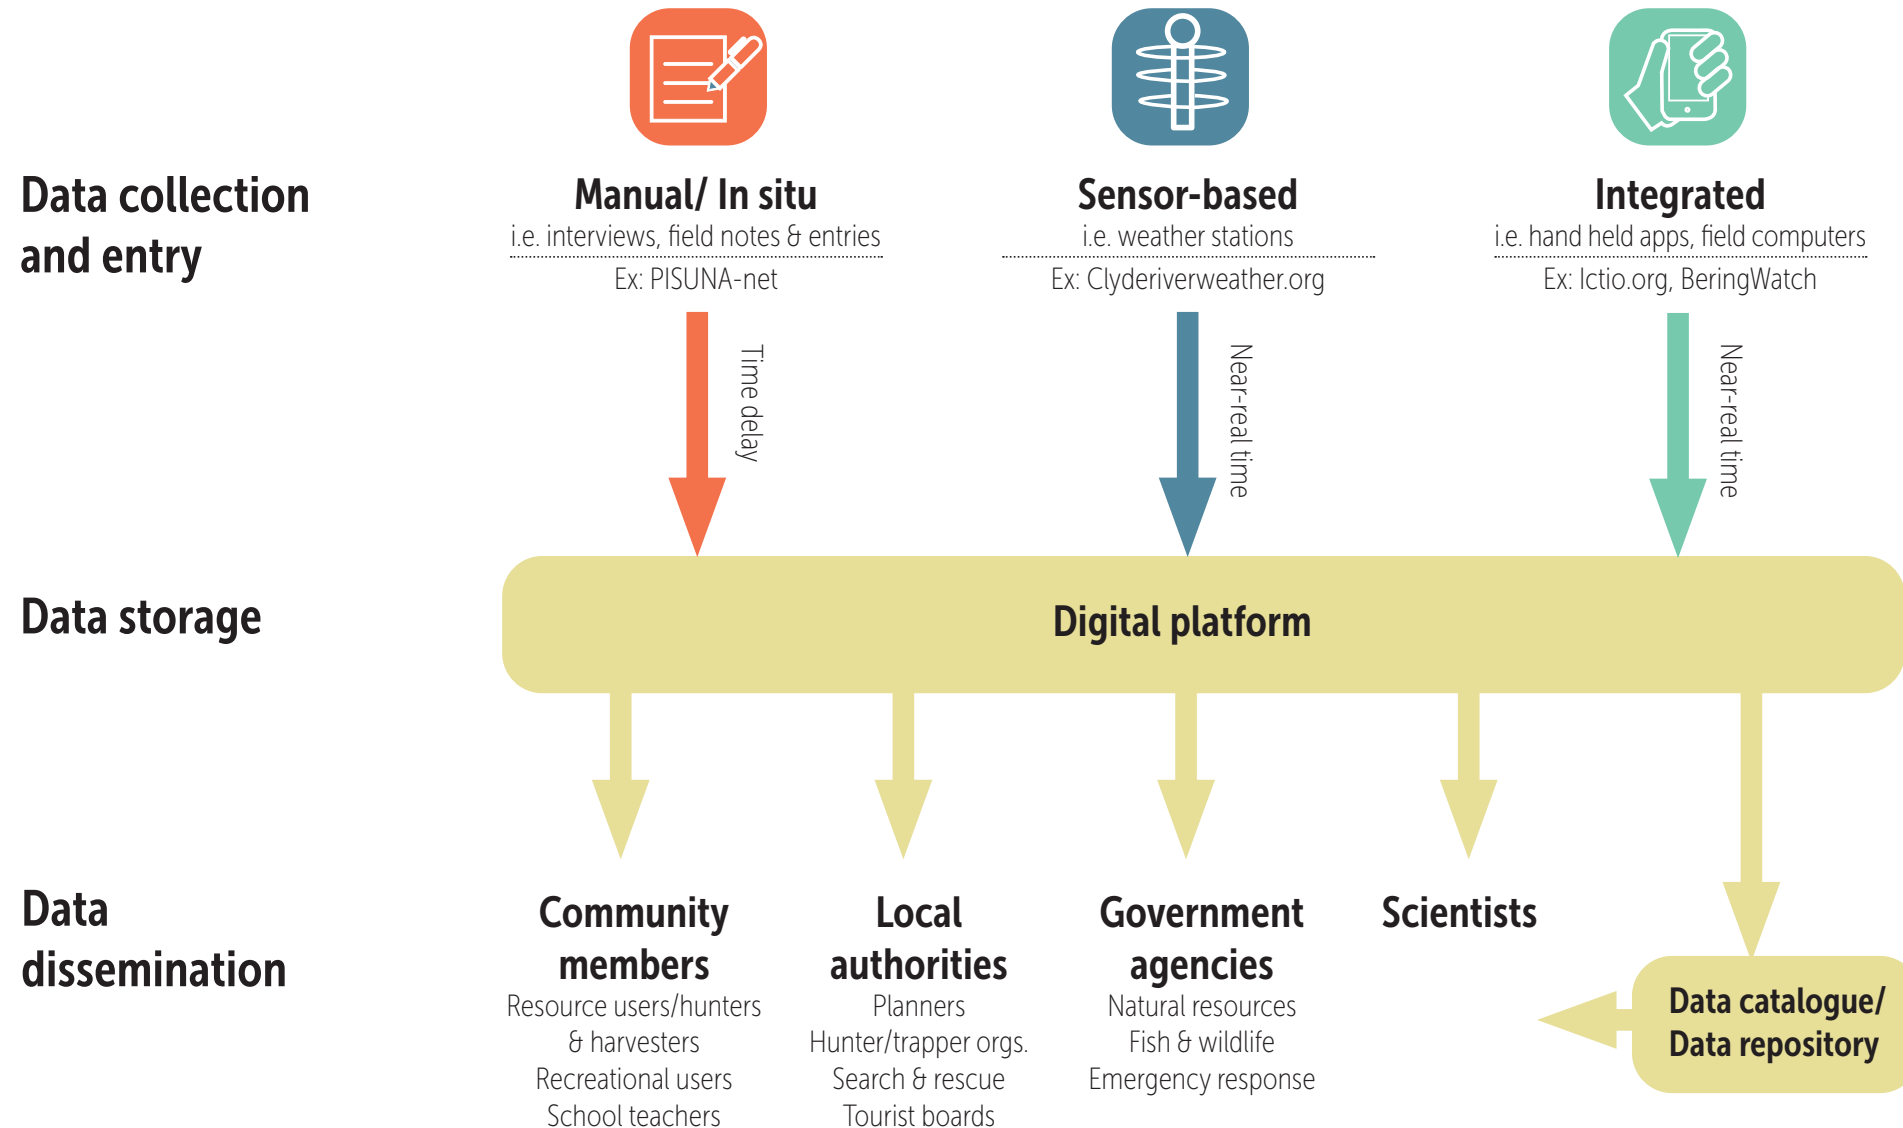 Data collection
and entry
Manual/ In situ
i.e. interviews, field notes & entries
Ex: PISUNA-net
Sensor-based
i.e. weather stations
Ex: Clyderiverweather.org
Integrated
i.e. hand held apps, field computers
Ex: Ictio.org, BeringWatch
Time delay
Near-real time
Near-real time
Data storage
Digital platform
Data
dissemination
Community
members
Resource users/hunters
& harvesters
Recreational users
School teachers
Local
authorities
Planners
Hunter/trapper orgs.
Search & rescue
Tourist boards
Government
agencies
Natural resources
Fish & wildlife
Emergency response
Scientists
Data catalogue/
Data repository